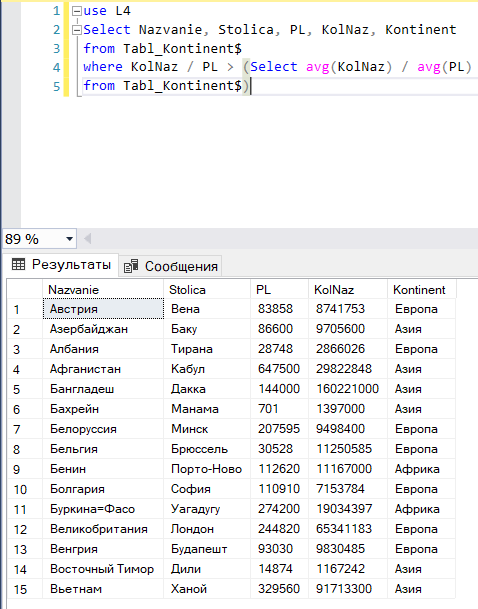 1 use L4
2 Select Nazvanie, Stolica, PL, KolNaz, Kontinent
3 from Tabl_Kontinent$
4 where KolNaz / PL > (Select avg(KolNaz) / avg(PL)
5 from Tabl_Kontinent$)
89 %
Результаты Сообщения
Nazvanie Stolica PL KolNaz Kontinent
1 Австрия Вена 83858 8741753 Европа
2 Азербайджан Баку 86600 9705600 Азия
3 Албания Тирана 28748 2866026 Европа
4 Афганистан Кабул 647500 29822848 Азия
5 Бангладеш Дакка 144000 160221000 Азия
6 Бахрейн Манама 701 1397000 Азия
7 Белоруссия Минск 207595 9498400 Европа
8 Бельгия Брюссель 30528 11250585 Европа
9 Бенин Порто-Ново 112620 11167000 Африка
10 Болгария София 110910 7153784 Европа
11 Буркина=Фасо Уагадугу 274200 19034397 Африка
12 Великобритания Лондон 244820 65341183 Европа
13 Венгрия Будапешт 93030 9830485 Европа
14 Восточный Тимор Дили 14874 1167242 Азия
15 Вьетнам Ханой 329560 91713300 Азия